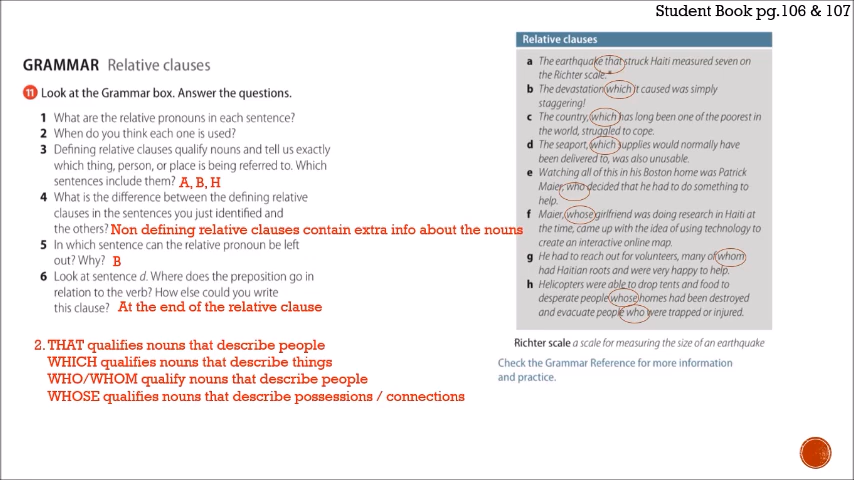 Student Book pg.106 & 107
GRAMMAR Relative clauses
11 Look at the Grammar box. Answer the questions.
1 What are the relative pronouns in each sentence?
2 When do you think each one is used?
3 Defining relative clauses qualify nouns and tell us exactly
which thing, person, or place is being referred to. Which
sentences include them? A, B, H
4 What is the difference between the defining relative
clauses in the sentences you just identified and
the others? Non defining relative clauses contain extra info about the nouns
5 In which sentence can the relative pronoun be left
out? Why? B
6 Look at sentence d. Where does the preposition go in
relation to the verb? How else could you write
this clause? At the end of the relative clause
2. THAT qualifies nouns that describe people
WHICH qualifies nouns that describe things
WHO/WHOM qualify nouns that describe people
WHOSE qualifies nouns that describe possessions / connections
Relative clauses
a The earthquake that struck Haiti measured seven on
the Richter scale.*
b The devastation which it caused was simply
staggering!
c The country, which has long been one of the poorest in
the world, struggled to cope.
d The seaport, which supplies would normally have
been delivered to, was also unusable.
e Watching all of this in his Boston home was Patrick
Maier, who decided that he had to do something to
help.
f Maier, whose girlfriend was doing research in Haiti at
the time, came up with the idea of using technology to
create an interactive online map.
g He had to reach out for volunteers, many of whom
had Haitian roots and were very happy to help.
h Helicopters were able to drop tents and food to
desperate people whose homes had been destroyed
and evacuate people who were trapped or injured.
Richter scale a scale for measuring the size of an earthquake
Check the Grammar Reference for more information
and practice.